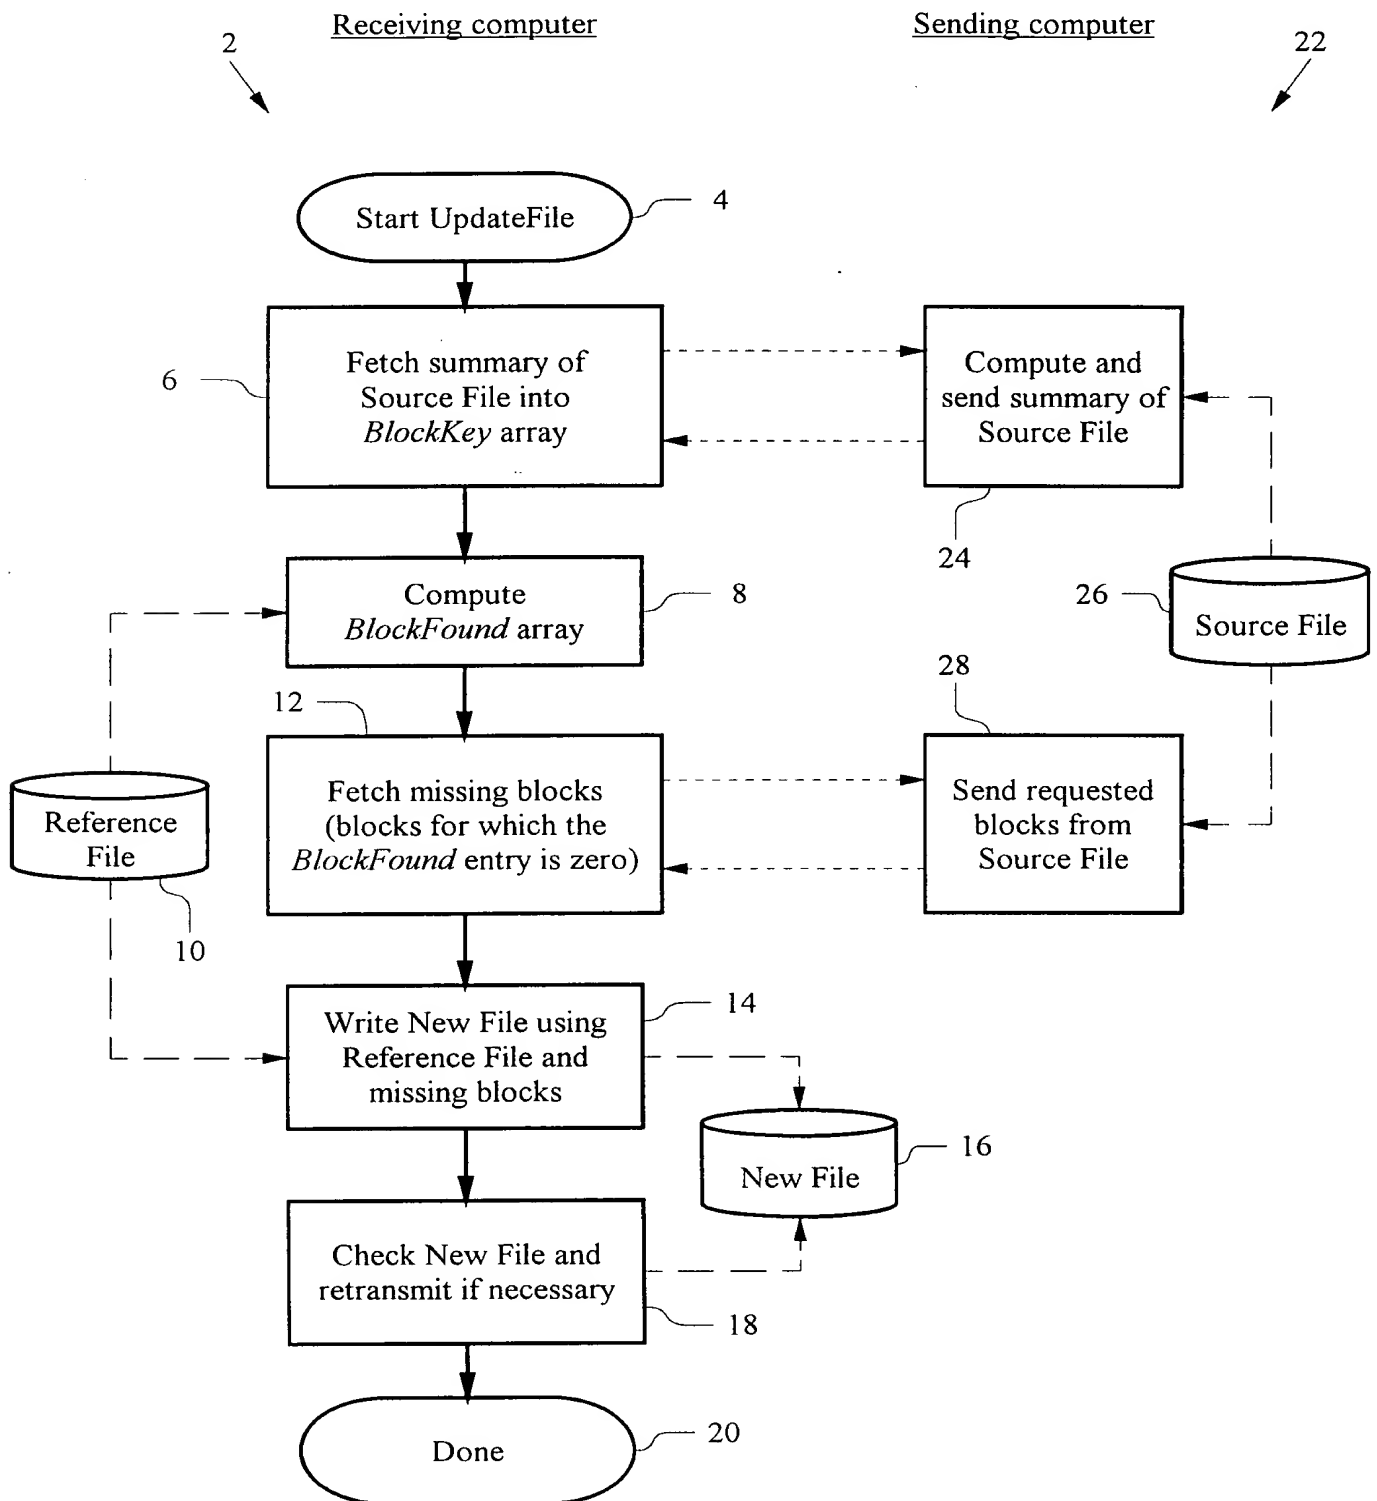 Receiving computer
Sending computer
2
22
Start UpdateFile
4
Fetch summary of
Source File into
BlockKey array
6
Compute and
send summary of
Source File
24
Compute
BlockFound array
8
26
Source File
12
28
Fetch missing blocks
(blocks for which the
BlockFound entry is zero)
Send requested
blocks from
Source File
Reference
File
10
Write New File using
Reference File and
missing blocks
14
New File
16
Check New File and
retransmit if necessary
18
Done
20